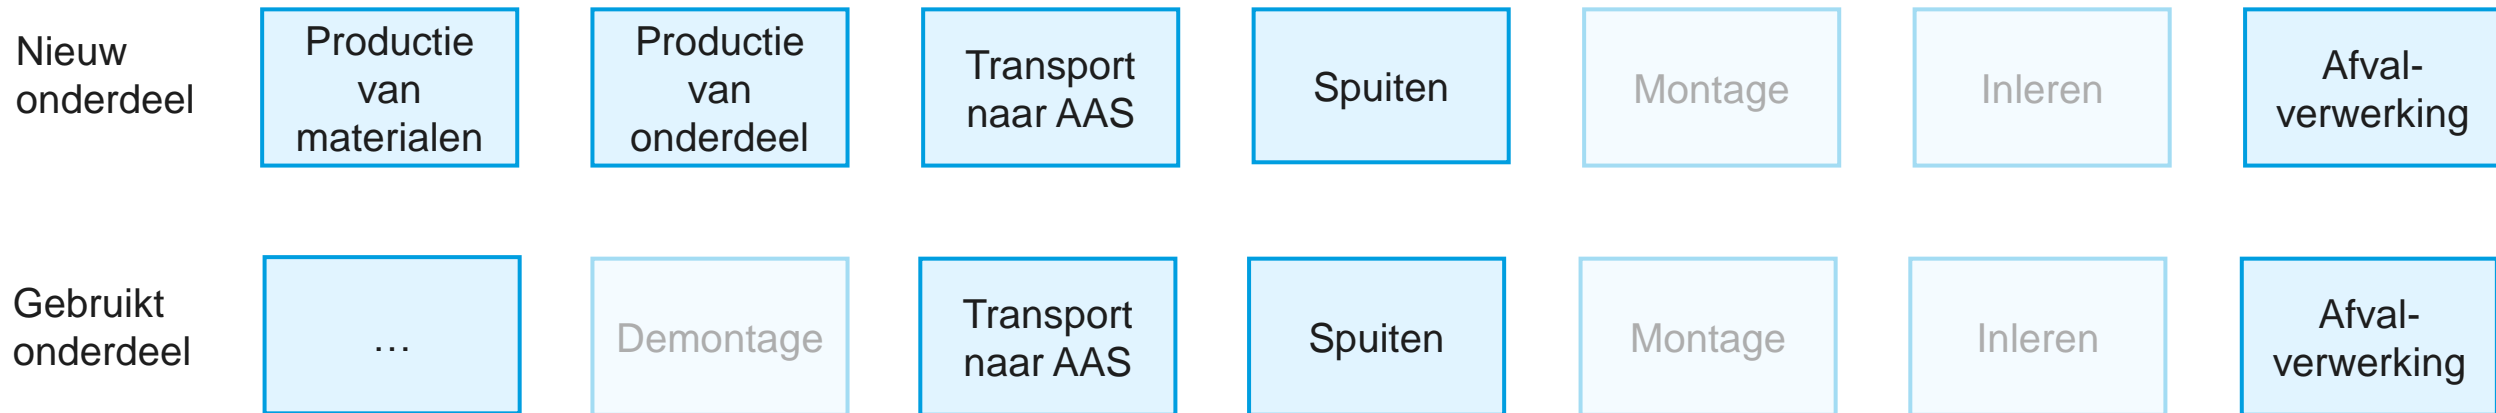 Nieuw
onderdeel
Productie
van
materialen
Productie
van
onderdeel
Transport
naar AAS
Spuiten
Montage
Inleren
Afval-
verwerking
Gebruikt
onderdeel
...
Demontage
Transport
naar AAS
Spuiten
Montage
Inleren
Afval-
verwerking